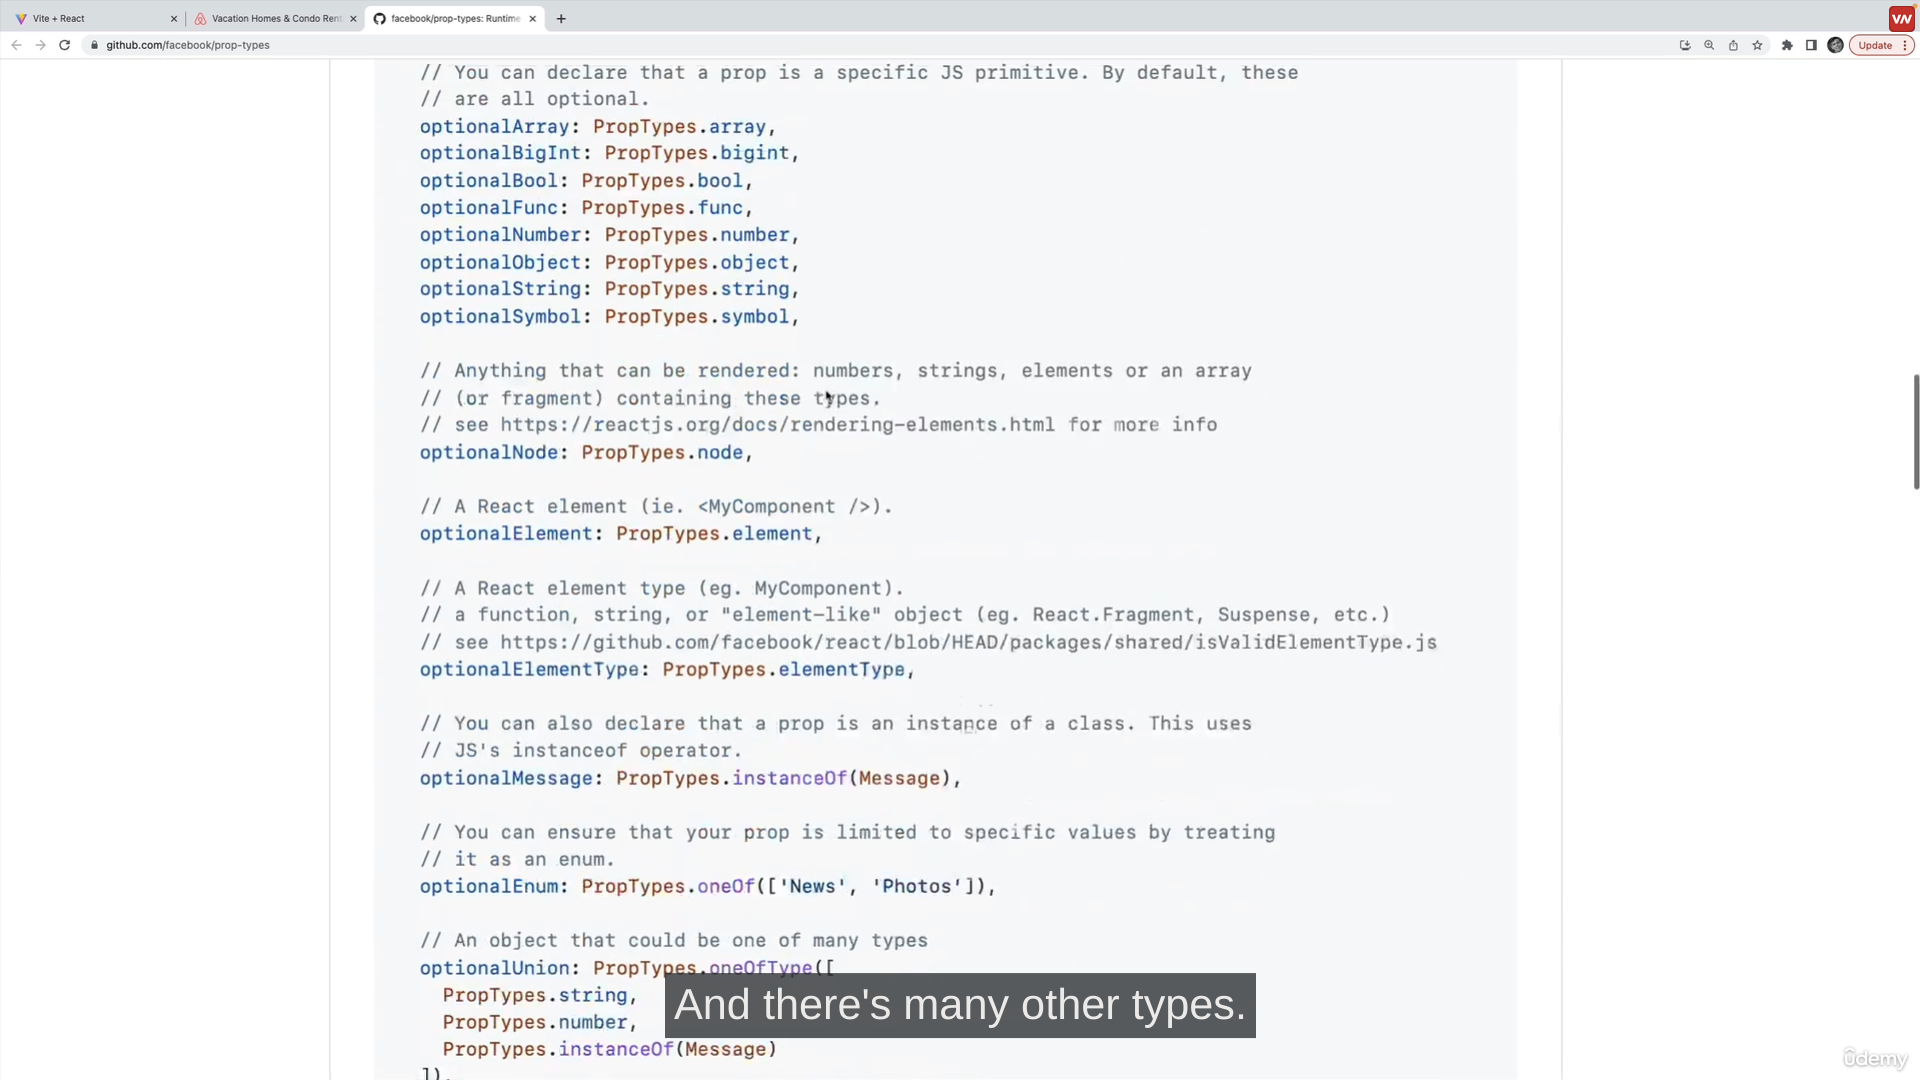 Vite + React
Vacation Homes & Condo Rent
facebook/prop-types: Runtime
github.com/facebook/prop-types
Update
// You can declare that a prop is a specific JS primitive. By default, these
// are all optional.
optionalArray: PropTypes.array,
optionalBigInt: PropTypes.bigint,
optionalBool: PropTypes.bool,
optionalFunc: PropTypes.func,
optionalNumber: PropTypes.number,
optionalObject: PropTypes.object,
optionalString: PropTypes.string,
optionalSymbol: PropTypes.symbol,
// Anything that can be rendered: numbers, strings, elements or an array
// (or fragment) containing these types.
// see https://reactjs.org/docs/rendering-elements.html for more info
optionalNode: PropTypes.node,
// A React element (ie. <MyComponent />).
optionalElement: PropTypes.element,
// A React element type (eg. MyComponent).
// a function, string, or "element-like" object (eg. React.Fragment, Suspense, etc.)
// see https://github.com/facebook/react/blob/HEAD/packages/shared/isValidElementType.js
optionalElementType: PropTypes.elementType,
// You can also declare that a prop is an instance of a class. This uses
// JS's instanceof operator.
optionalMessage: PropTypes.instanceOf(Message),
// You can ensure that your prop is limited to specific values by treating
// it as an enum.
optionalEnum: PropTypes.oneOf(['News', 'Photos']),
// An object that could be one of many types
optionalUnion: PropTypes.oneOfType([
PropTypes.string,
PropTypes.number,
PropTypes.instanceOf(Message)
]),
And there's many other types.
ûdemy